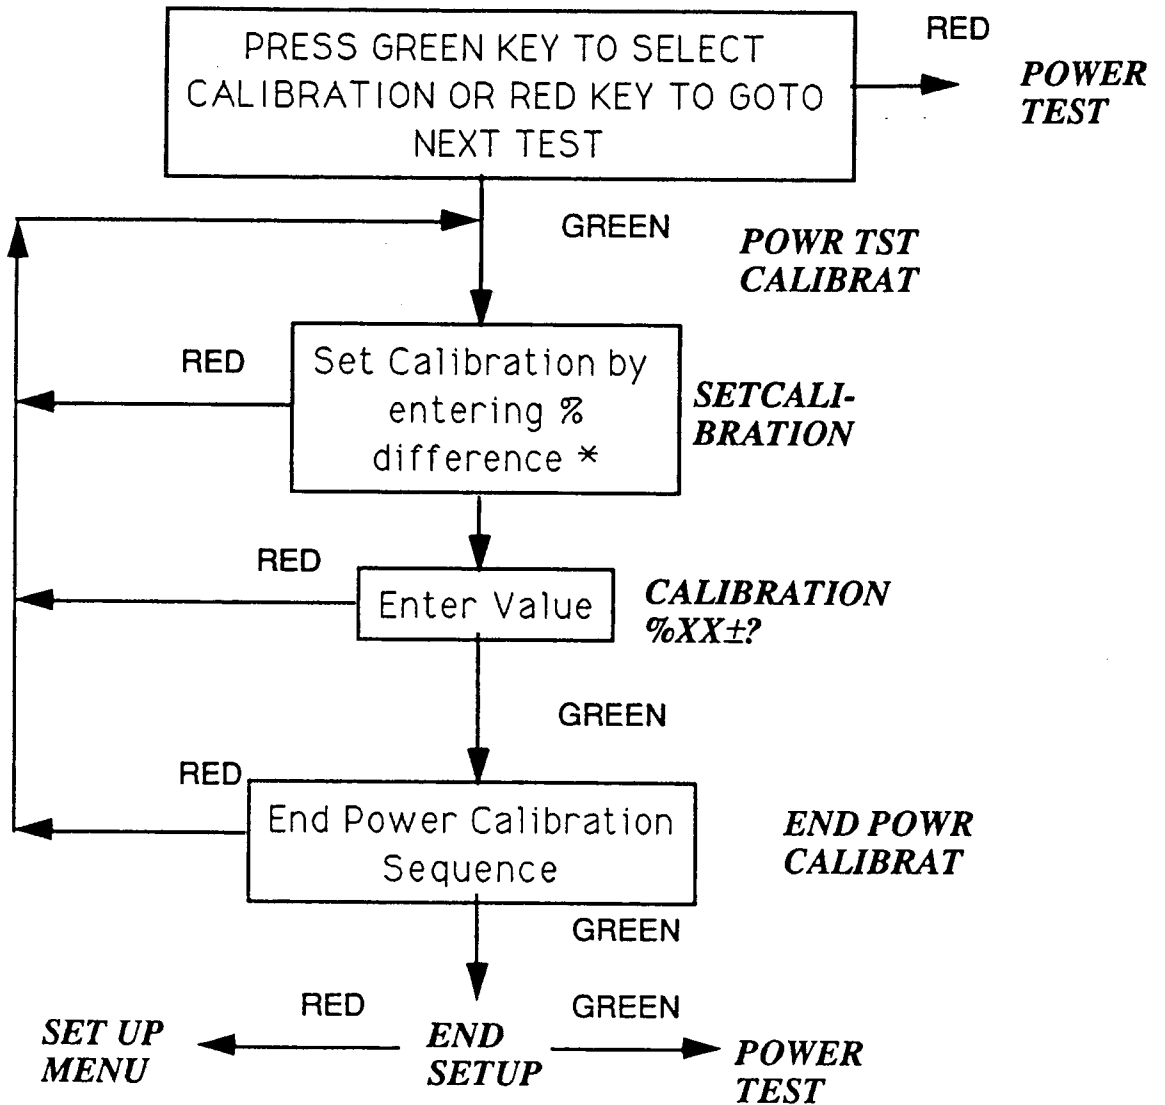 PRESS GREEN KEY TO SELECT
CALIBRATION OR RED KEY TO GOTO
NEXT TEST
RED
POWER
TEST
GREEN
POWR TST
CALIBRAT
RED
Set Calibration by
entering %
difference *
SETCALI-
BRATION
RED
Enter Value
CALIBRATION
%XX±?
GREEN
RED
End Power Calibration
Sequence
END POWR
CALIBRAT
GREEN
RED
GREEN
SET UP
MENU
END
SETUP
POWER
TEST